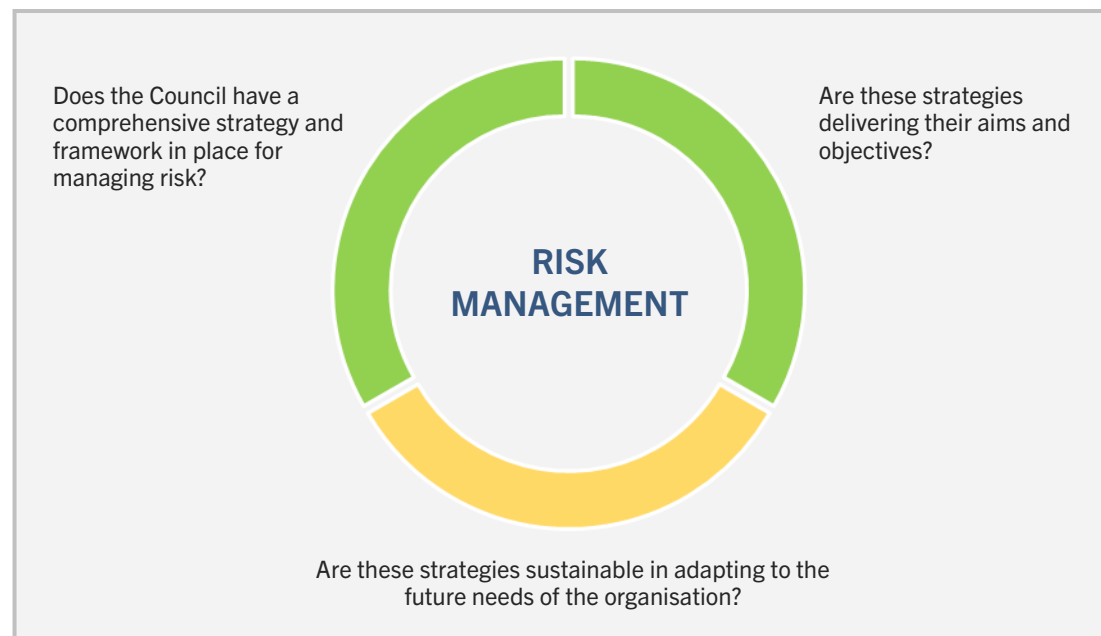 Does the Council have a
comprehensive strategy and
framework in place for
managing risk?
Are these strategies
delivering their aims and
objectives?
RISK
MANAGEMENT
Are these strategies sustainable in adapting to the
future needs of the organisation?